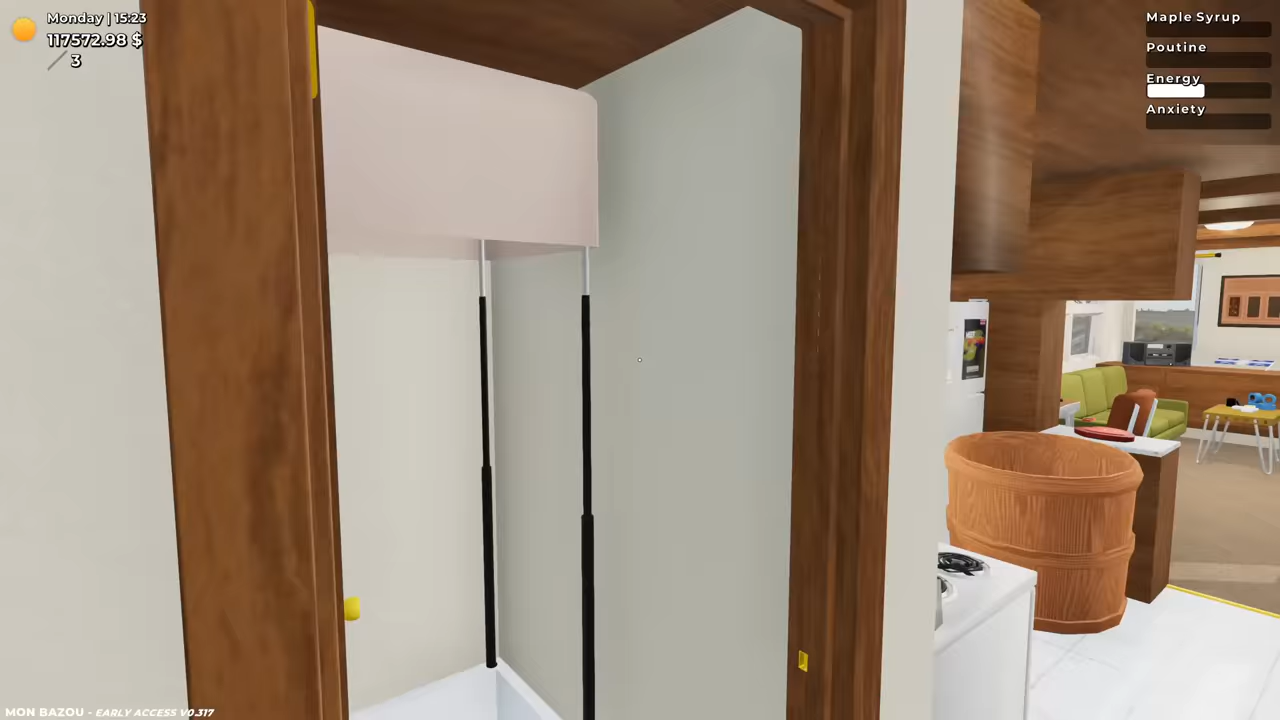 Monday | 15:23
117572.98 $
3
Maple Syrup
Poutine
Energy
Anxiety
MON BAZOU - EARLY ACCESS V0.317